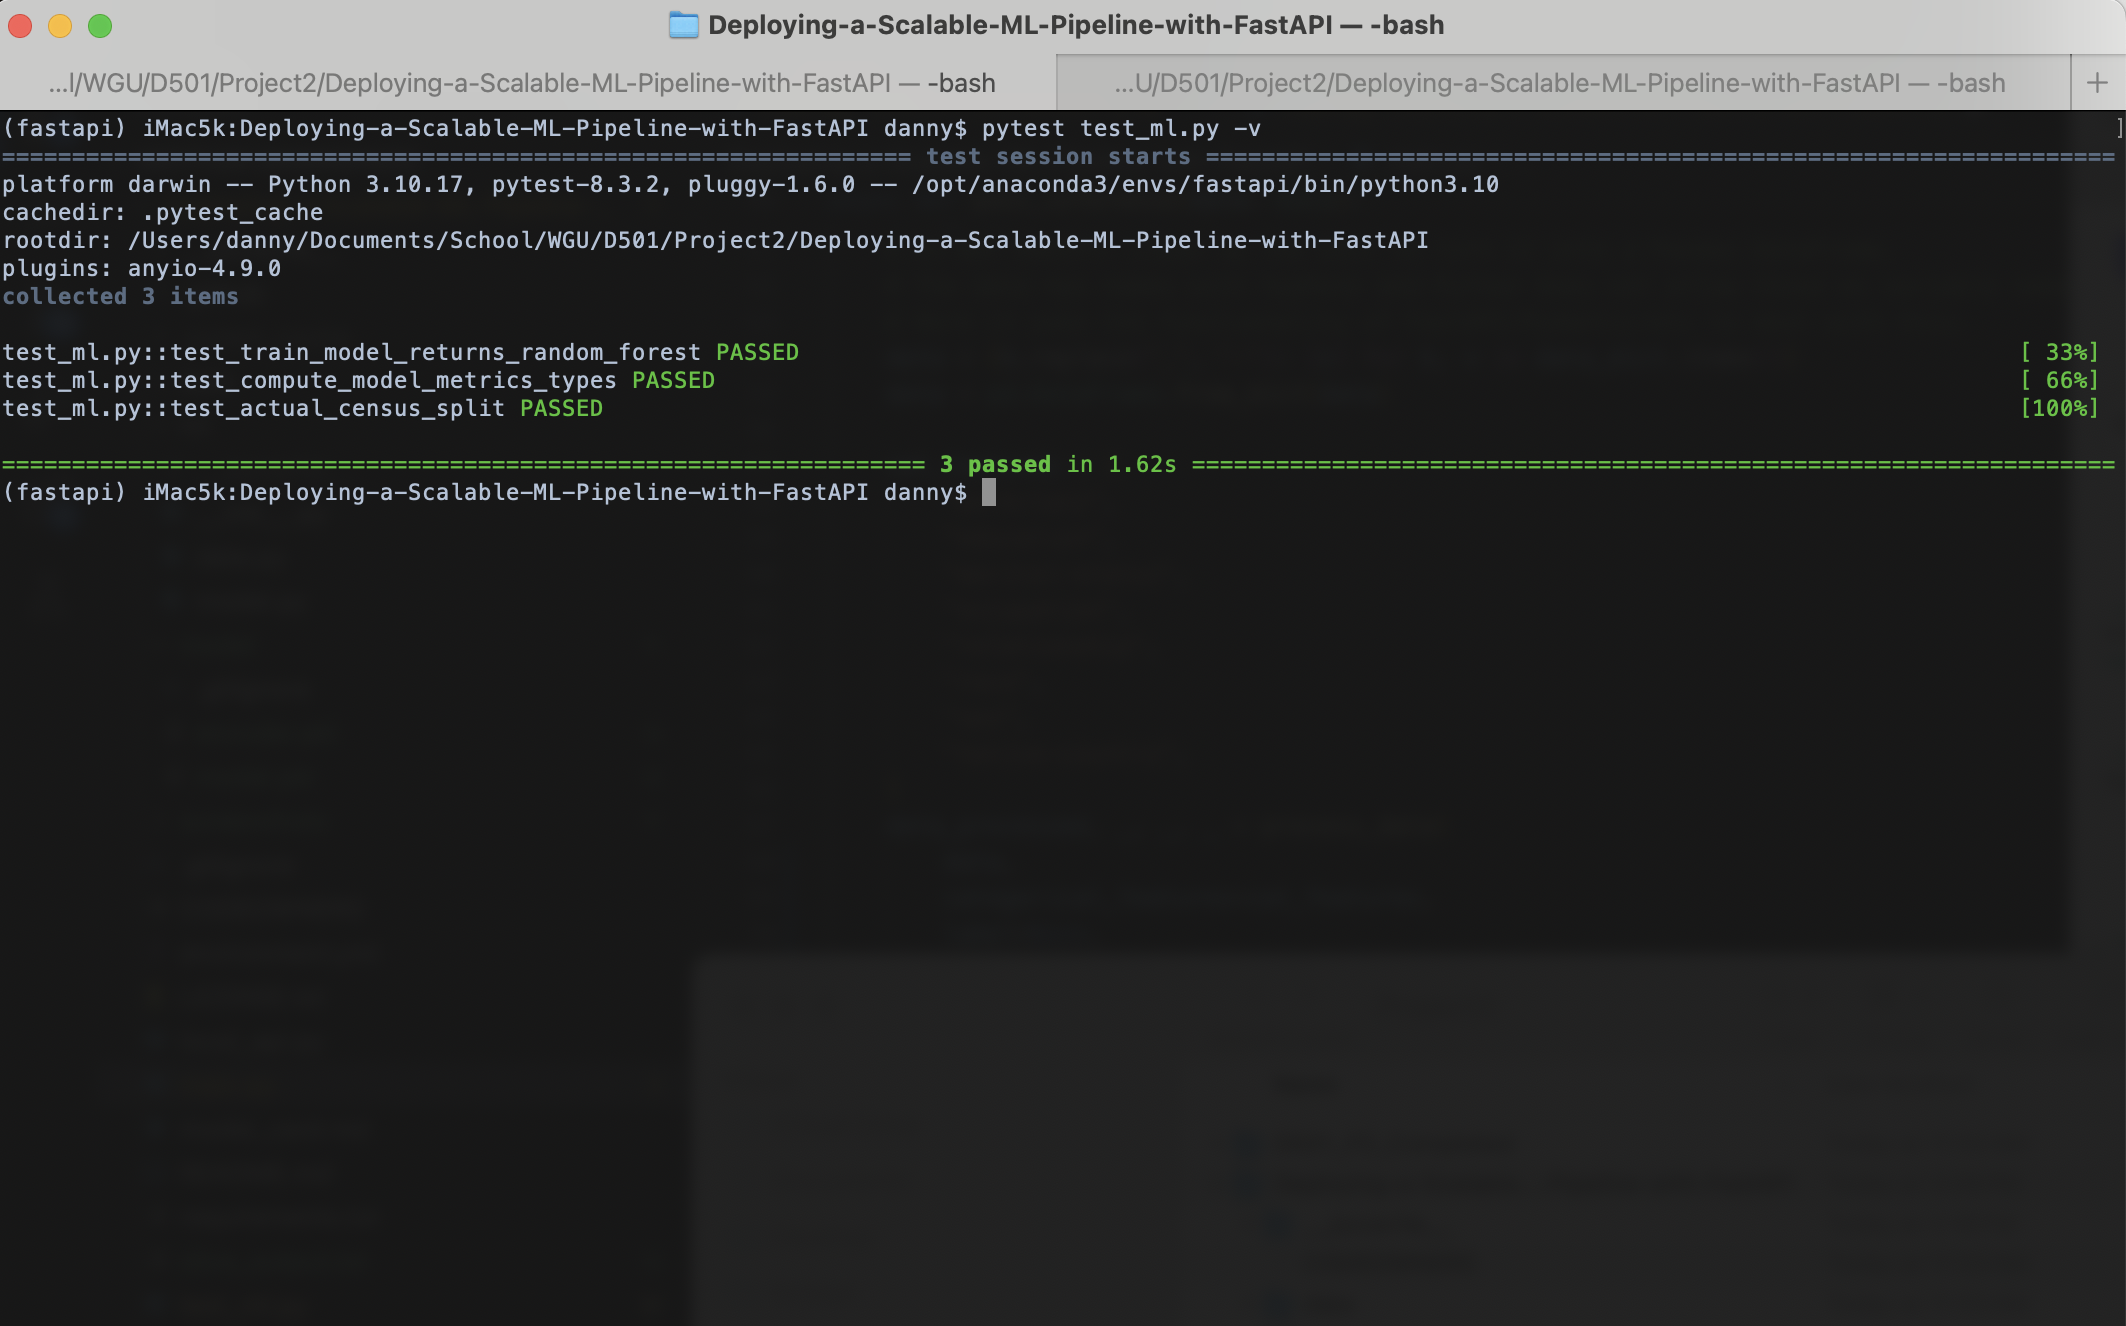 Deploying-a-Scalable-ML-Pipeline-with-FastAPI — -bash
...l/WGU/D501/Project2/Deploying-a-Scalable-ML-Pipeline-with-FastAPI — -bash
...U/D501/Project2/Deploying-a-Scalable-ML-Pipeline-with-FastAPI — -bash
+
(fastapi) iMac5k:Deploying-a-Scalable-ML-Pipeline-with-FastAPI danny$ pytest test_ml.py -v ]
================================================================= test session starts =================================================================
platform darwin -- Python 3.10.17, pytest-8.3.2, pluggy-1.6.0 -- /opt/anaconda3/envs/fastapi/bin/python3.10
cachedir: .pytest_cache
rootdir: /Users/danny/Documents/School/WGU/D501/Project2/Deploying-a-Scalable-ML-Pipeline-with-FastAPI
plugins: anyio-4.9.0
collected 3 items
test_ml.py::test_train_model_returns_random_forest PASSED [ 33%]
test_ml.py::test_compute_model_metrics_types PASSED [ 66%]
test_ml.py::test_actual_census_split PASSED [100%]
================================================================== 3 passed in 1.62s ==================================================================
(fastapi) iMac5k:Deploying-a-Scalable-ML-Pipeline-with-FastAPI danny$